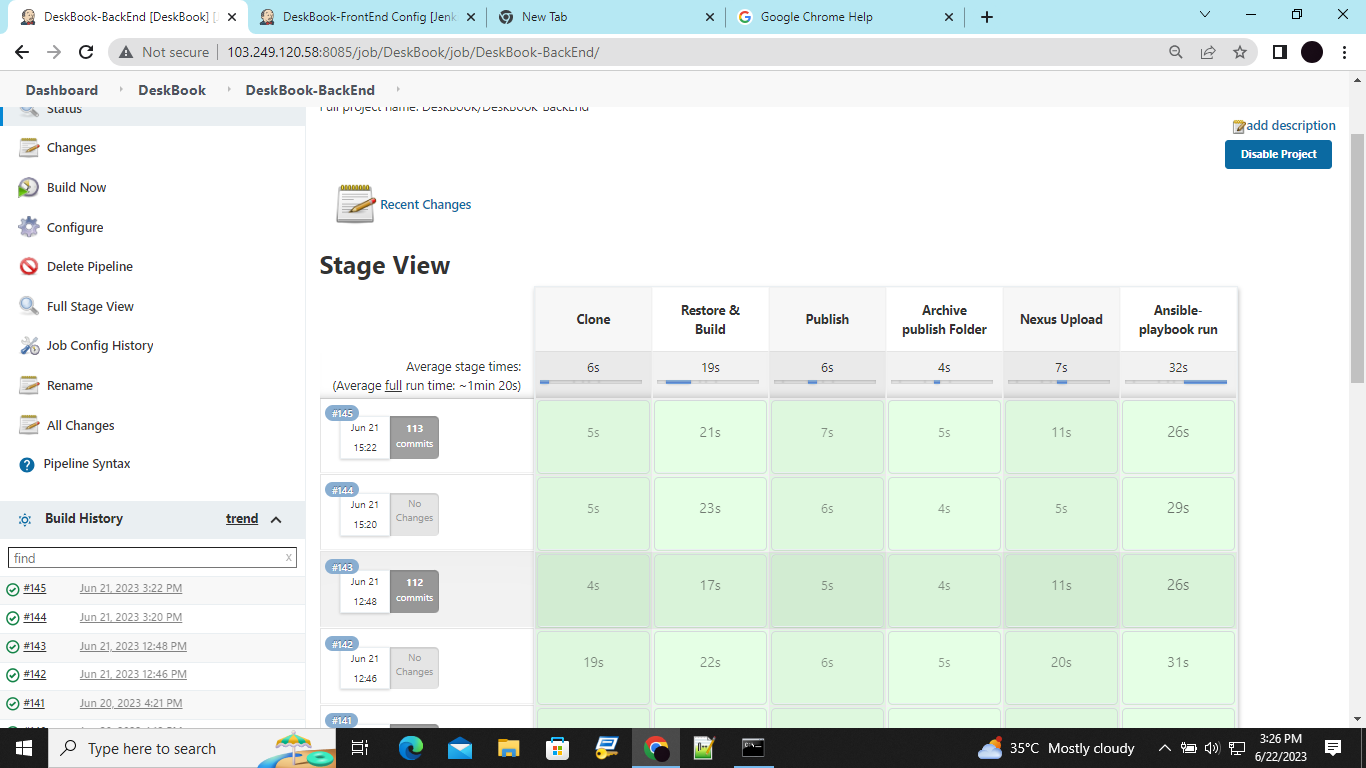 DeskBook-BackEnd [DeskBook] [J
DeskBook-FrontEnd Config [Jenk
New Tab
Google Chrome Help
Not secure
103.249.120.58:8085/job/DeskBook/job/DeskBook-BackEnd/
Dashboard
DeskBook
DeskBook-BackEnd
Status
Full project name: DeskBook/DeskBook-BackEnd
add description
Disable Project
Changes
Build Now
Configure
Delete Pipeline
Full Stage View
Job Config History
Rename
All Changes
Pipeline Syntax
Recent Changes
Stage View
Clone
Restore &
Build
Publish
Archive
publish Folder
Nexus Upload
Ansible-
playbook run
Average stage times:
(Average full run time: ~1min 20s)
6s 19s 6s 4s 7s 32s
#145
Jun 21
15:22
113
commits
5s 21s 7s 5s 11s 26s
#144
Jun 21
15:20
No
Changes
5s 23s 6s 4s 5s 29s
#143
Jun 21
12:48
112
commits
4s 17s 5s 4s 11s 26s
#142
Jun 21
12:46
No
Changes
19s 22s 6s 5s 20s 31s
#141
Build History
trend
find
x
#145 Jun 21, 2023 3:22 PM
#144 Jun 21, 2023 3:20 PM
#143 Jun 21, 2023 12:48 PM
#142 Jun 21, 2023 12:46 PM
#141 Jun 20, 2023 4:21 PM
Type here to search
35°C Mostly cloudy
3:26 PM
6/22/2023